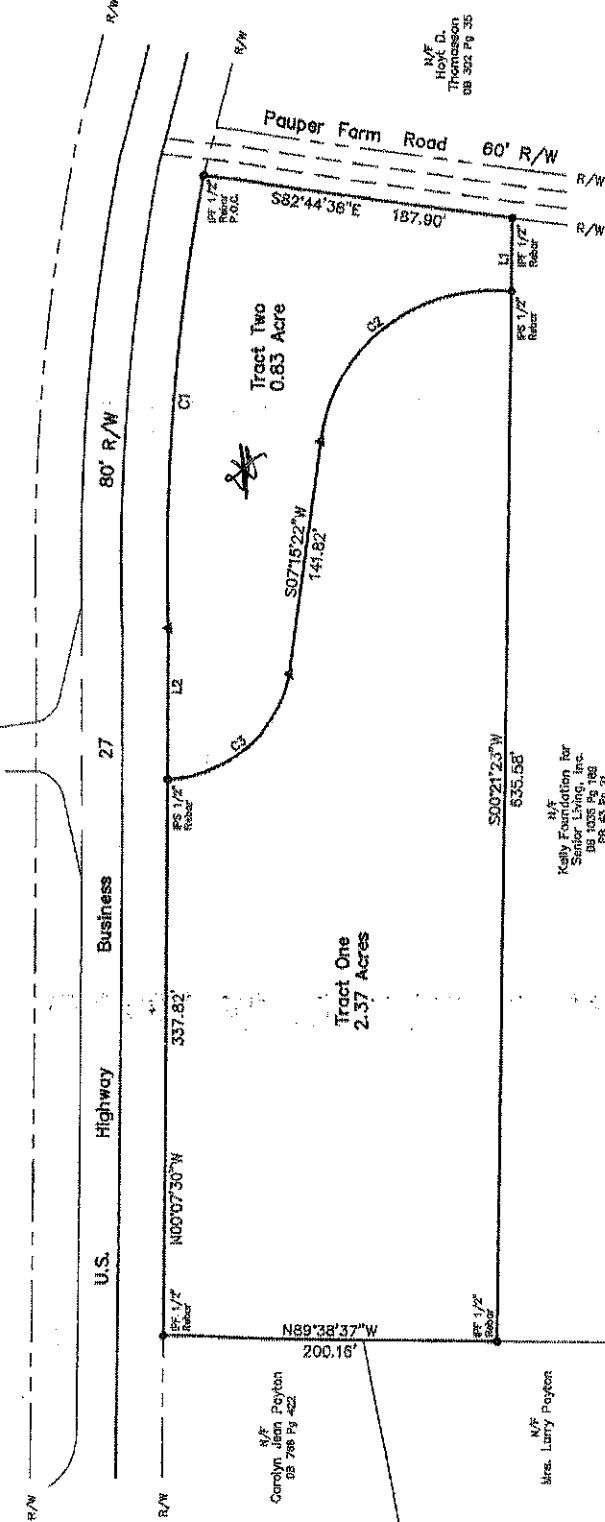 R/W
R/W
R/W
N/F
Hoyt D.
Thomasson
DB 302 Pg 35
Pauper Farm Road 60' R/W
R/W
R/W
S82°44'36"E 187.90'
IPF 1/2"
Rebar
P.O.C.
L1
IPF 1/2"
Rebar
IPS 1/2"
Rebar
C2
Tract Two
0.83 Acre
C1
80' R/W
S07°15'22"W
141.82'
L2
C3
IPS 1/2"
Rebar
U.S. Highway Business 27
S00°21'23"W
635.58'
N/F
Kelly Foundation for
Senior Living, Inc.
DB 1035 Pg 169
Tract One
2.37 Acres
N00°07'30"W 337.82'
IPF 1/2"
Rebar
N89°38'37"W
200.16'
IPF 1/2"
Rebar
R/W
R/W
N/F
Carolyn Jean Payton
DB 768 Pg 422
N/F
Mrs. Larry Payton